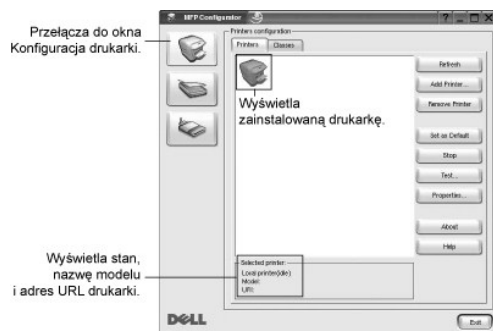 MFP Configurator
Przełącza do okna
Konfiguracja drukarki.
Printers configuration
Printers
Classes
Refresh
Add Printer...
Remove Printer
Set as Default
Stop
Test...
Properties...
About
Help
Wyświetla
zainstalowaną drukarkę.
Wyświetla stan,
nazwę modelu
i adres URL drukarki.
Selected printer:
Local printer(idle)
Model:
URI:
DELL
Exit